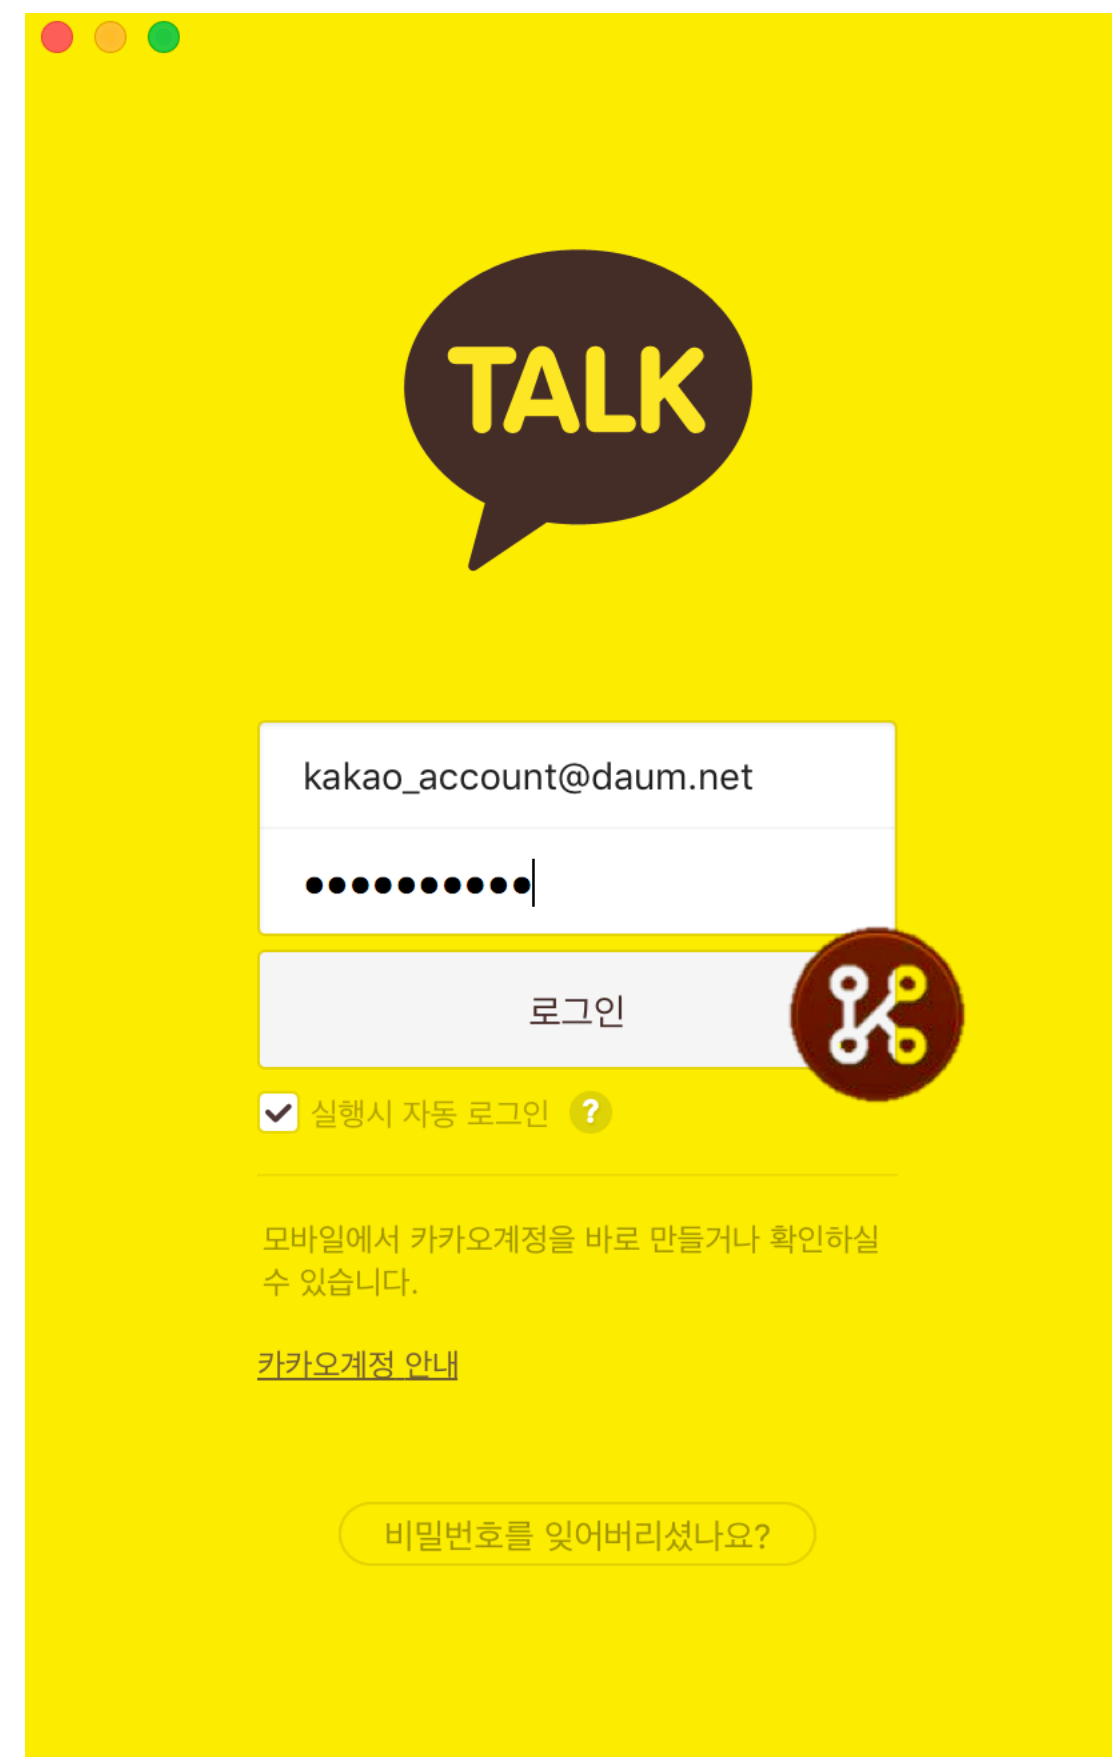 TALK
kakao_account@daum.net
로그인
실행시 자동 로그인 ?
모바일에서 카카오계정을 바로 만들거나 확인하실
수 있습니다.
카카오계정 안내
비밀번호를 잊어버리셨나요?